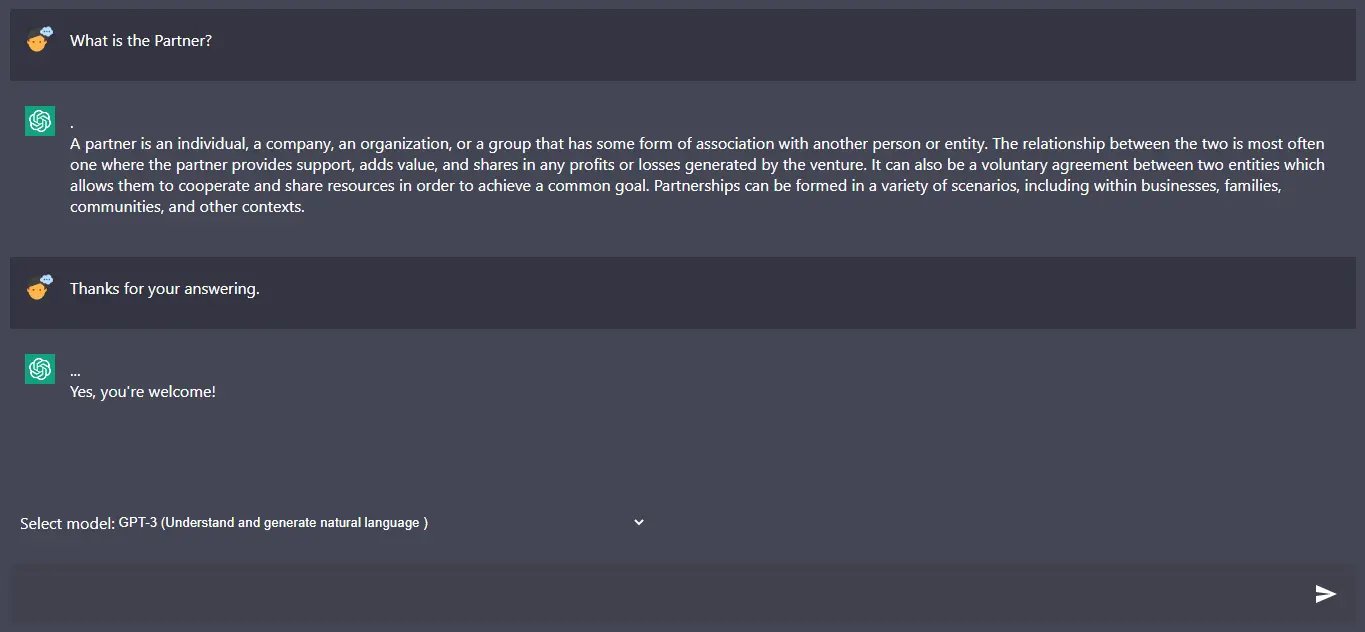 What is the Partner?
.
A partner is an individual, a company, an organization, or a group that has some form of association with another person or entity. The relationship between the two is most often
one where the partner provides support, adds value, and shares in any profits or losses generated by the venture. It can also be a voluntary agreement between two entities which
allows them to cooperate and share resources in order to achieve a common goal. Partnerships can be formed in a variety of scenarios, including within businesses, families,
communities, and other contexts.
Thanks for your answering.
...
Yes, you're welcome!
Select model: GPT-3 (Understand and generate natural language )